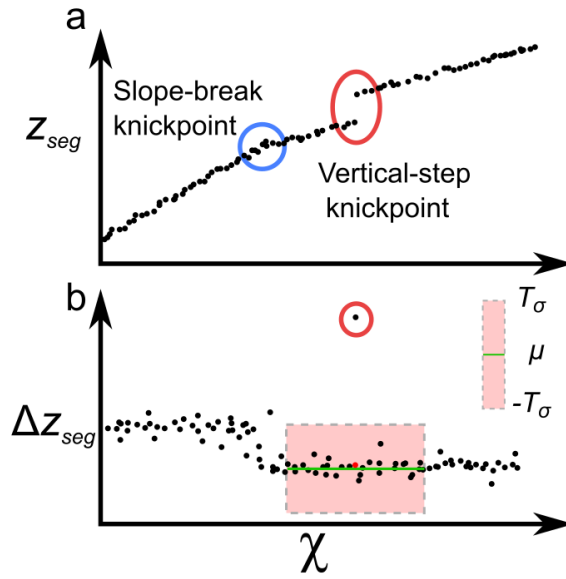 a
Slope-break
knickpoint
z_seg
Vertical-step
knickpoint
b
T_σ
μ
-T_σ
Δz_seg
χ